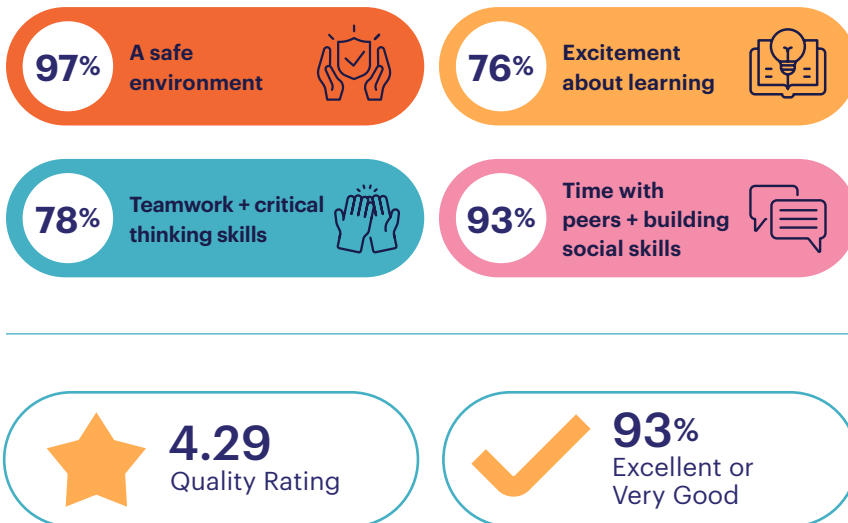 97%
A safe
environment
76%
Excitement
about learning
78%
Teamwork + critical
thinking skills
93%
Time with
peers + building
social skills
4.29
Quality Rating
93%
Excellent or
Very Good